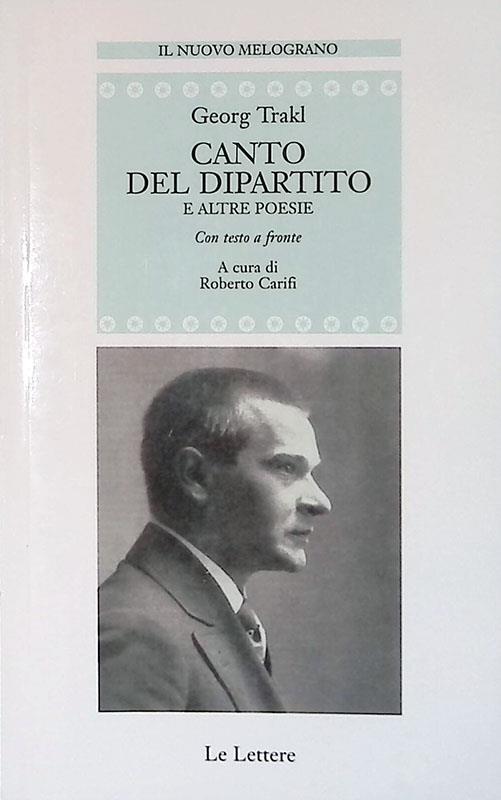 IL NUOVO MELOGRANO
Georg Trakl
CANTO
DEL DIPARTITO
E ALTRE POESIE
Con testo a fronte
A cura di
Roberto Carifi
Le Lettere